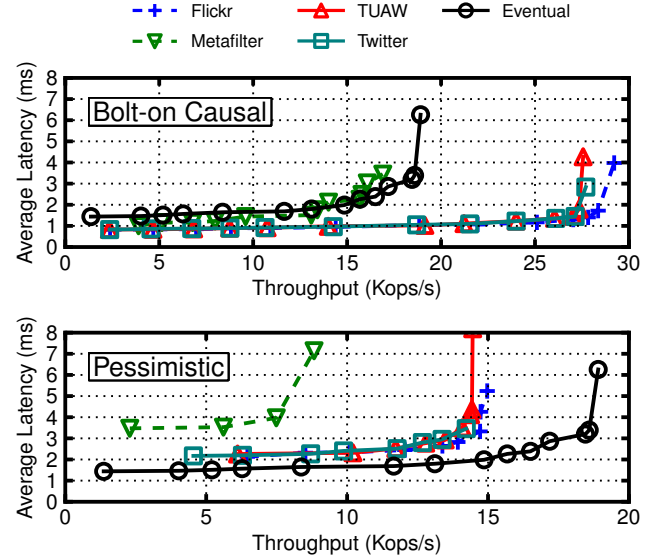 Flickr TUAW Eventual
Metafilter Twitter
Average Latency (ms)
8
7
6
5
4
3
2
1
0
Bolt-on Causal
0 5 10 15 20 25 30
Throughput (Kops/s)
Average Latency (ms)
8
7
6
5
4
3
2
1
0
Pessimistic
0 5 10 15 20
Throughput (Kops/s)